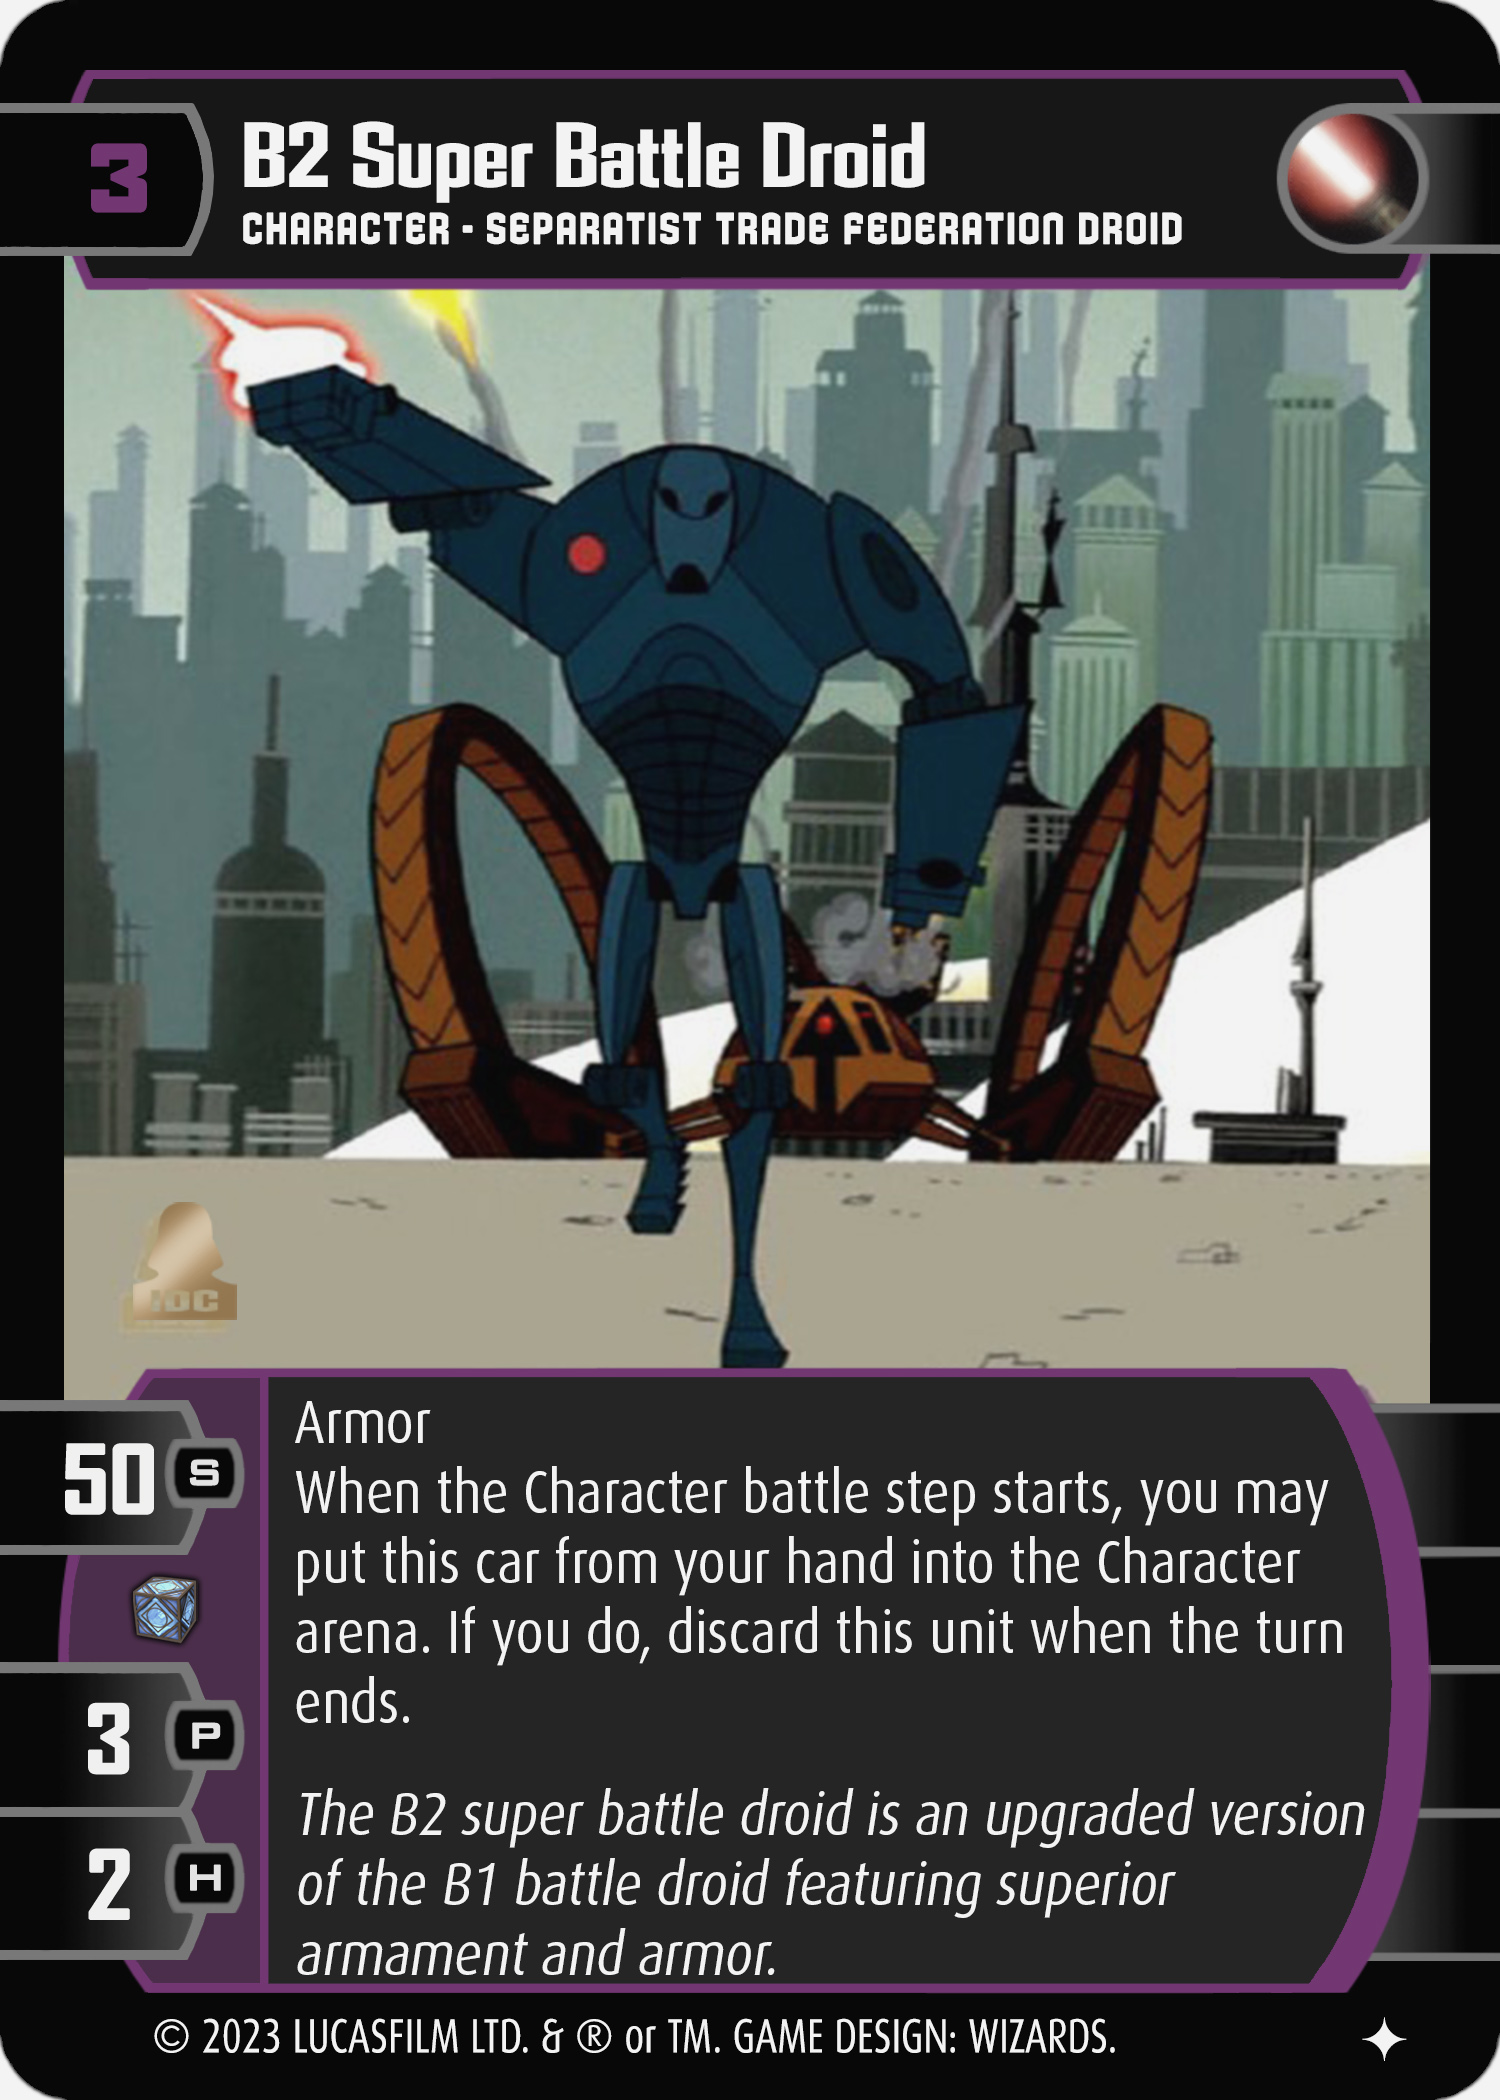 3
B2 Super Battle Droid
CHARACTER - SEPARATIST TRADE FEDERATION DROID
IDC
50 S
3 P
2 H
Armor
When the Character battle step starts, you may
put this car from your hand into the Character
arena. If you do, discard this unit when the turn
ends.
The B2 super battle droid is an upgraded version
of the B1 battle droid featuring superior
armament and armor.
© 2023 LUCASFILM LTD. & ® or TM. GAME DESIGN: WIZARDS.